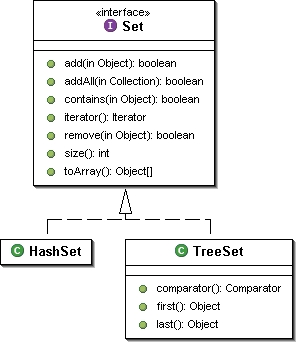 «interface»
I Set
add(in Object): boolean
addAll(in Collection): boolean
contains(in Object): boolean
iterator(): Iterator
remove(in Object): boolean
size(): int
toArray(): Object[]
C HashSet
C TreeSet
comparator(): Comparator
first(): Object
last(): Object